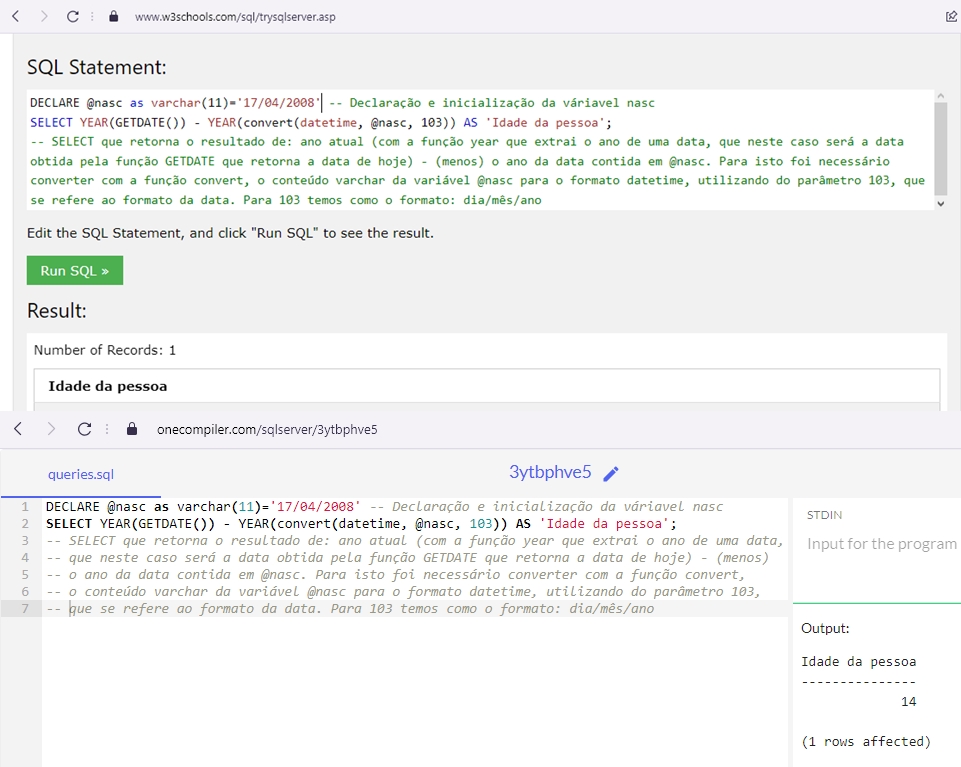 www.w3schools.com/sql/trysqlserver.asp
SQL Statement:
DECLARE @nasc as varchar(11)='17/04/2008' -- Declaração e inicialização da váriavel nasc
SELECT YEAR(GETDATE()) - YEAR(convert(datetime, @nasc, 103)) AS 'Idade da pessoa';
-- SELECT que retorna o resultado de: ano atual (com a função year que extrai o ano de uma data, que neste caso será a data
obtida pela função GETDATE que retorna a data de hoje) - (menos) o ano da data contida em @nasc. Para isto foi necessário
converter com a função convert, o conteúdo varchar da variável @nasc para o formato datetime, utilizando do parâmetro 103, que
se refere ao formato da data. Para 103 temos como o formato: dia/mês/ano
Edit the SQL Statement, and click "Run SQL" to see the result.
Run SQL »
Result:
Number of Records: 1
Idade da pessoa
onecompiler.com/sqlserver/3ytbphve5
queries.sql
3ytbphve5
1 DECLARE @nasc as varchar(11)='17/04/2008' -- Declaração e inicialização da váriavel nasc
2 SELECT YEAR(GETDATE()) - YEAR(convert(datetime, @nasc, 103)) AS 'Idade da pessoa';
3 -- SELECT que retorna o resultado de: ano atual (com a função year que extrai o ano de uma data,
4 -- que neste caso será a data obtida pela função GETDATE que retorna a data de hoje) - (menos)
5 -- o ano da data contida em @nasc. Para isto foi necessário converter com a função convert,
6 -- o conteúdo varchar da variável @nasc para o formato datetime, utilizando do parâmetro 103,
7 -- que se refere ao formato da data. Para 103 temos como o formato: dia/mês/ano
STDIN
Input for the program
Output:
Idade da pessoa
---------------
14
(1 rows affected)